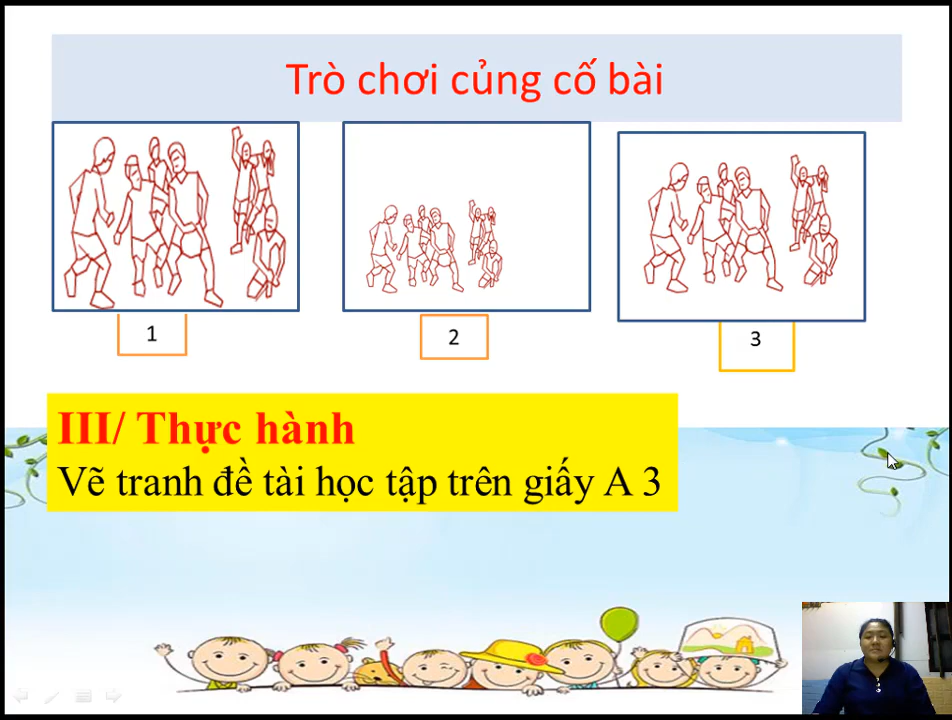 Trò chơi củng cố bài
1
2
3
III/ Thực hành
Vẽ tranh đề tài học tập trên giấy A 3